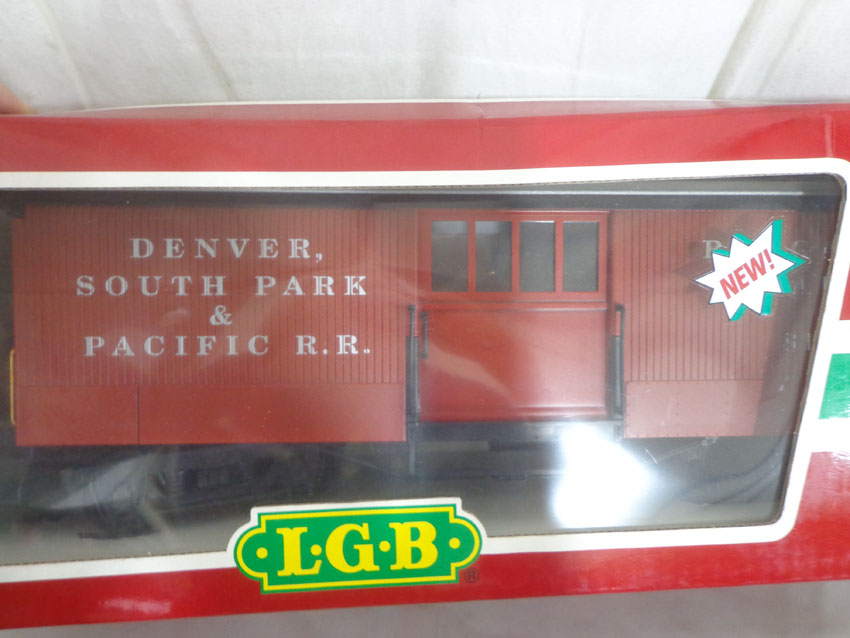 DENVER,
SOUTH PARK
&
PACIFIC R.R.
NEW!
L·G·B
®